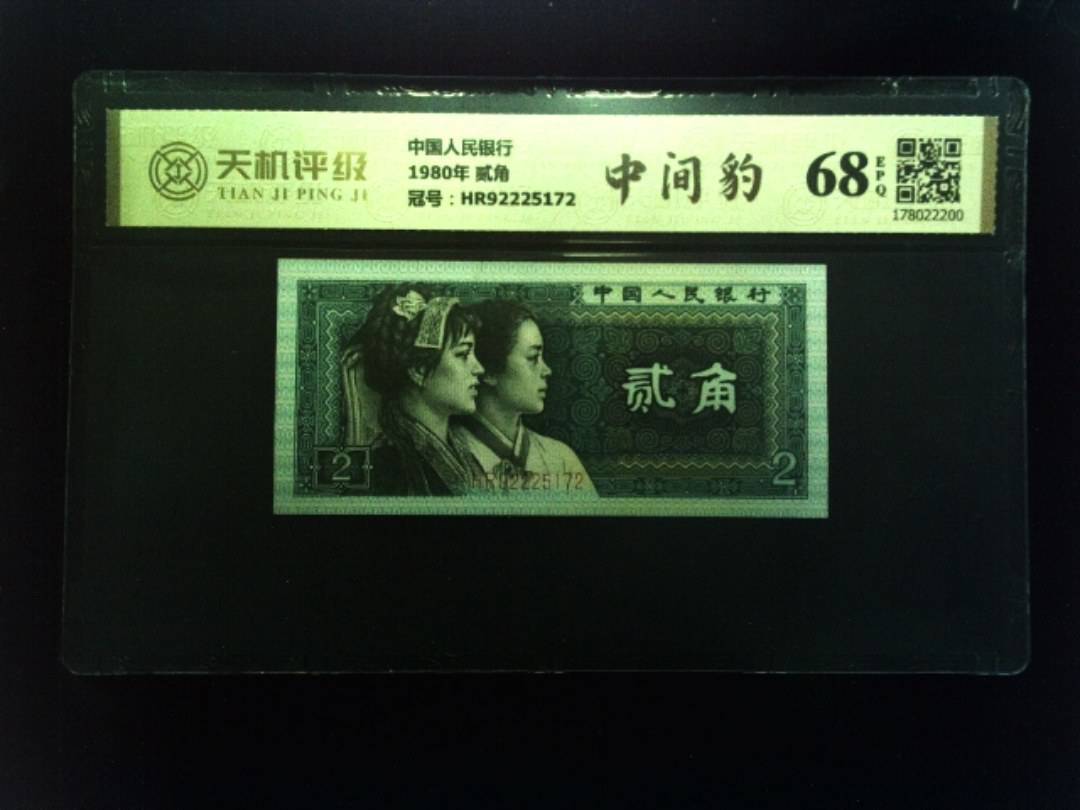 天机评级
TIAN JI PING JI
中国人民银行
1980年 贰角
冠号：HR92225172
中间豹
68
EPQ
178022200
中国人民银行
贰角
2
2
HR92225172